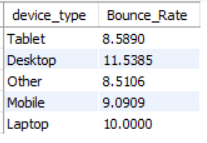 device_type Bounce_Rate
Tablet 8.5890
Desktop 11.5385
Other 8.5106
Mobile 9.0909
Laptop 10.0000